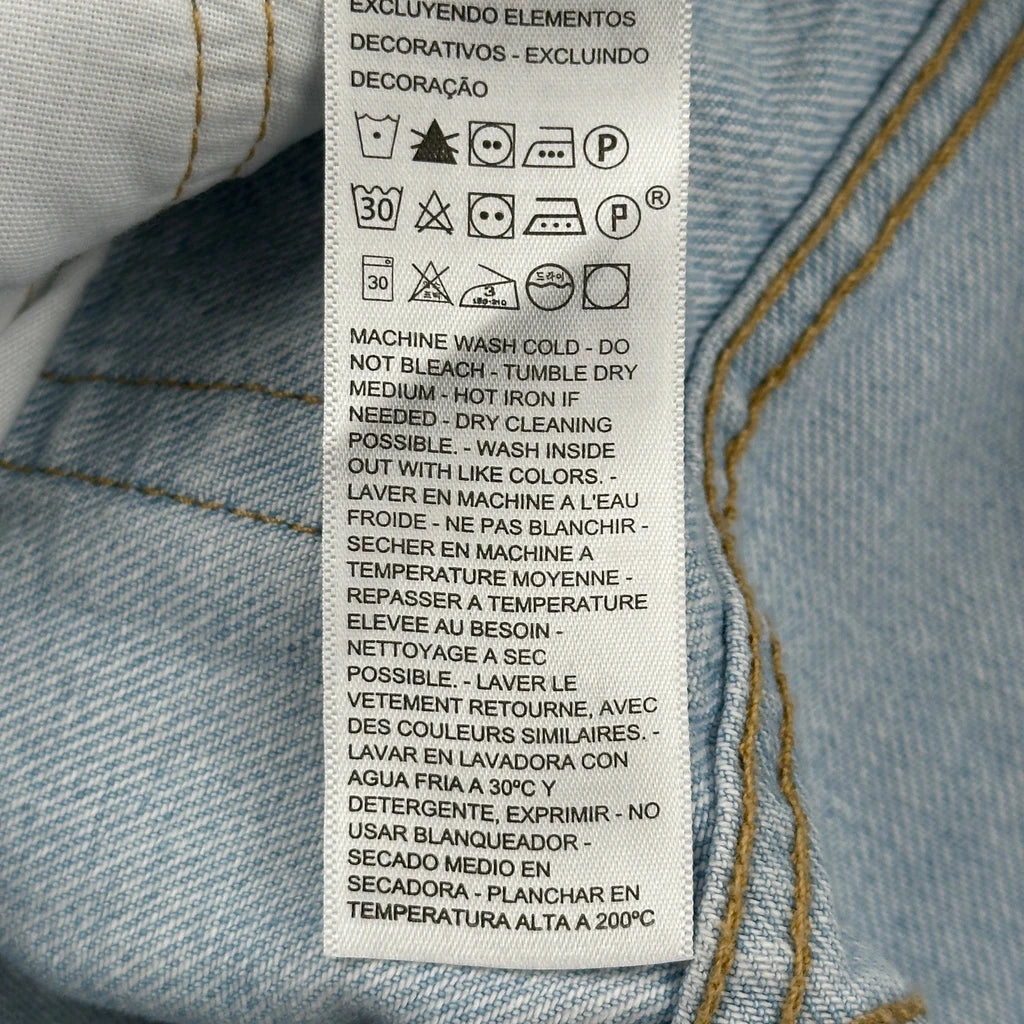 EXCLUYENDO ELEMENTOS
DECORATIVOS - EXCLUINDO
DECORAÇÃO
P
30 P ®
30 3 드라이
MACHINE WASH COLD - DO
NOT BLEACH - TUMBLE DRY
MEDIUM - HOT IRON IF
NEEDED - DRY CLEANING
POSSIBLE. - WASH INSIDE
OUT WITH LIKE COLORS. -
LAVER EN MACHINE A L'EAU
FROIDE - NE PAS BLANCHIR -
SECHER EN MACHINE A
TEMPERATURE MOYENNE -
REPASSER A TEMPERATURE
ELEVEE AU BESOIN -
NETTOYAGE A SEC
POSSIBLE. - LAVER LE
VETEMENT RETOURNE, AVEC
DES COULEURS SIMILAIRES. -
LAVAR EN LAVADORA CON
AGUA FRIA A 30ºC Y
DETERGENTE, EXPRIMIR - NO
USAR BLANQUEADOR -
SECADO MEDIO EN
SECADORA - PLANCHAR EN
TEMPERATURA ALTA A 200ºC